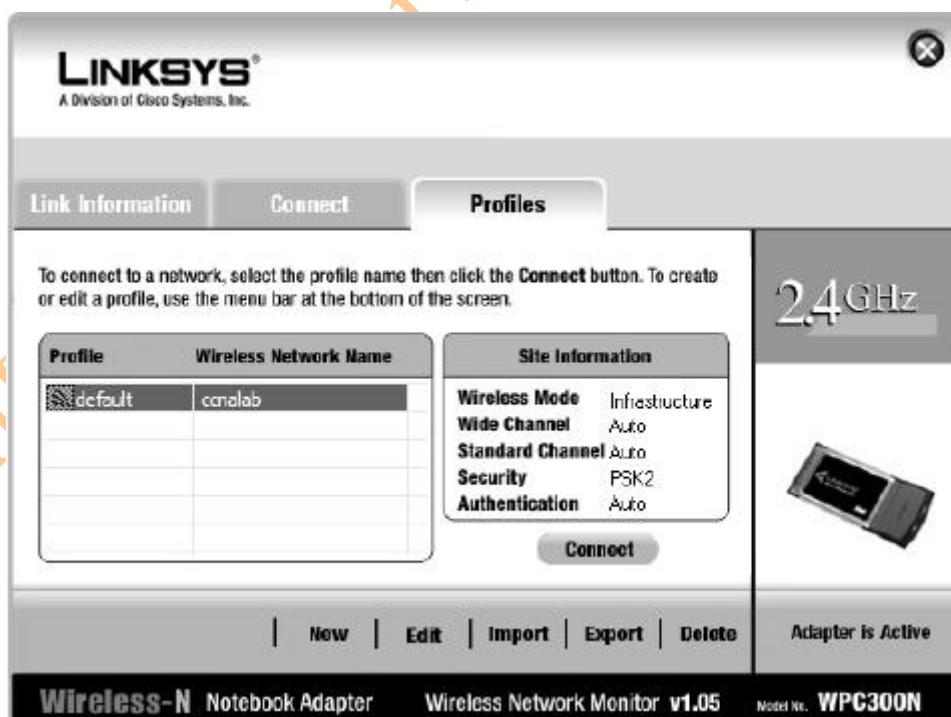 LINKSYS®
A Division of Cisco Systems, Inc.
Link Information Connect Profiles
To connect to a network, select the profile name then click the Connect button. To create
or edit a profile, use the menu bar at the bottom of the screen.
2.4GHz
Profile Wireless Network Name
default ccnalab
Site Information
Wireless Mode Infrastructure
Wide Channel Auto
Standard Channel Auto
Security PSK2
Authentication Auto
Connect
New Edit Import Export Delete
Adapter is Active
Wireless-N Notebook Adapter Wireless Network Monitor v1.05 Model No. WPC300N